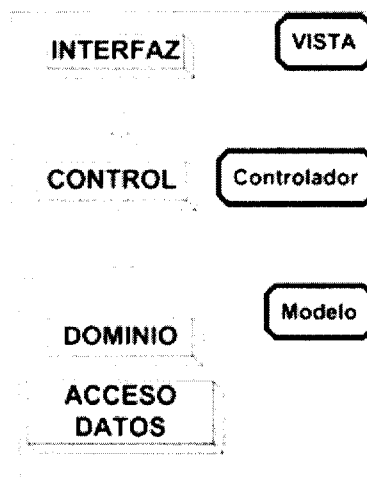 INTERFAZ
VISTA
CONTROL
Controlador
Modelo
DOMINIO
ACCESO
DATOS